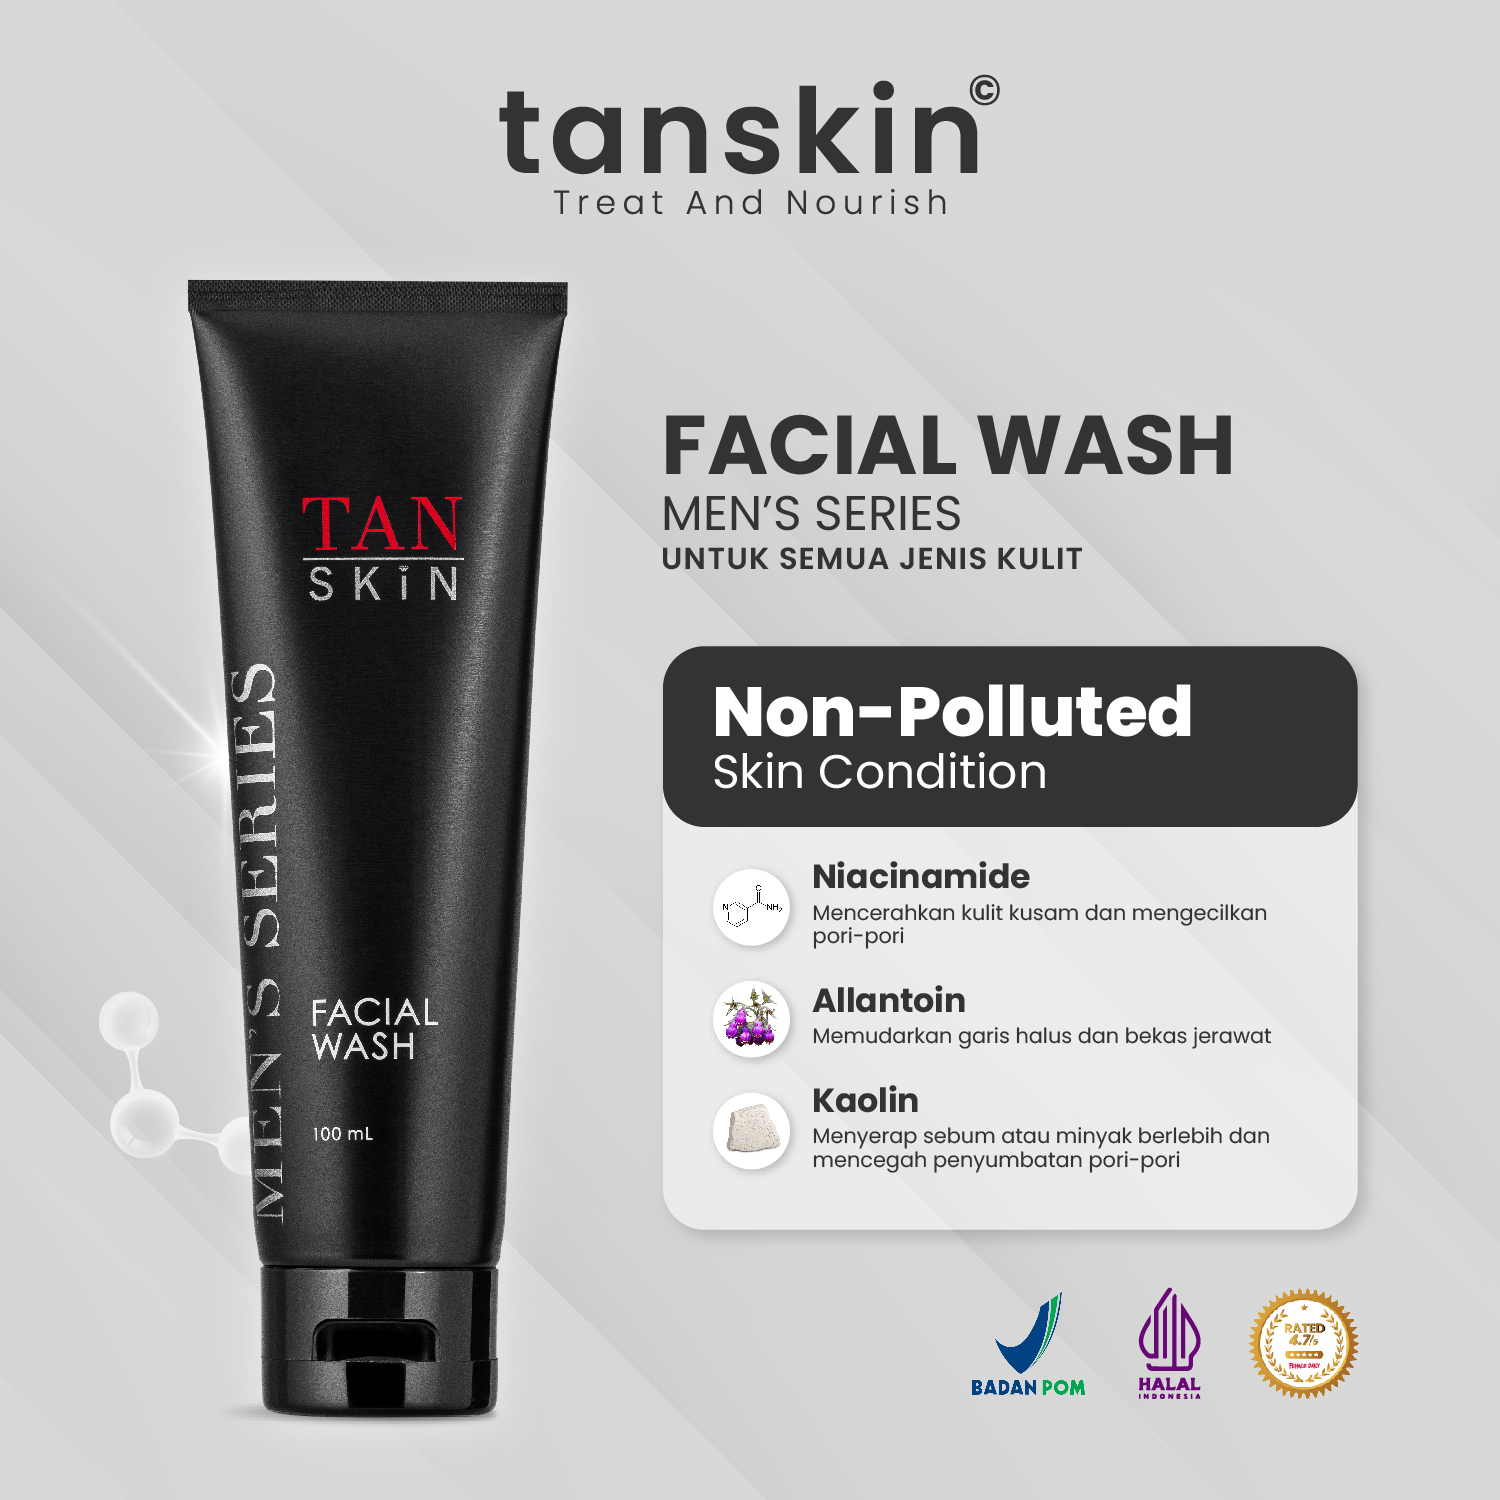 tanskin©
Treat And Nourish
TAN
SKiN
MEN'S SERIES
FACIAL
WASH
100 mL
FACIAL WASH
MEN'S SERIES
UNTUK SEMUA JENIS KULIT
Non-Polluted
Skin Condition
N
C
NH2
Niacinamide
Mencerahkan kulit kusam dan mengecilkan
pori-pori
Allantoin
Memudarkan garis halus dan bekas jerawat
Kaolin
Menyerap sebum atau minyak berlebih dan
mencegah penyumbatan pori-pori
BADAN POM
HALAL
INDONESIA
RATED
4.7/5
FEMALE DAILY